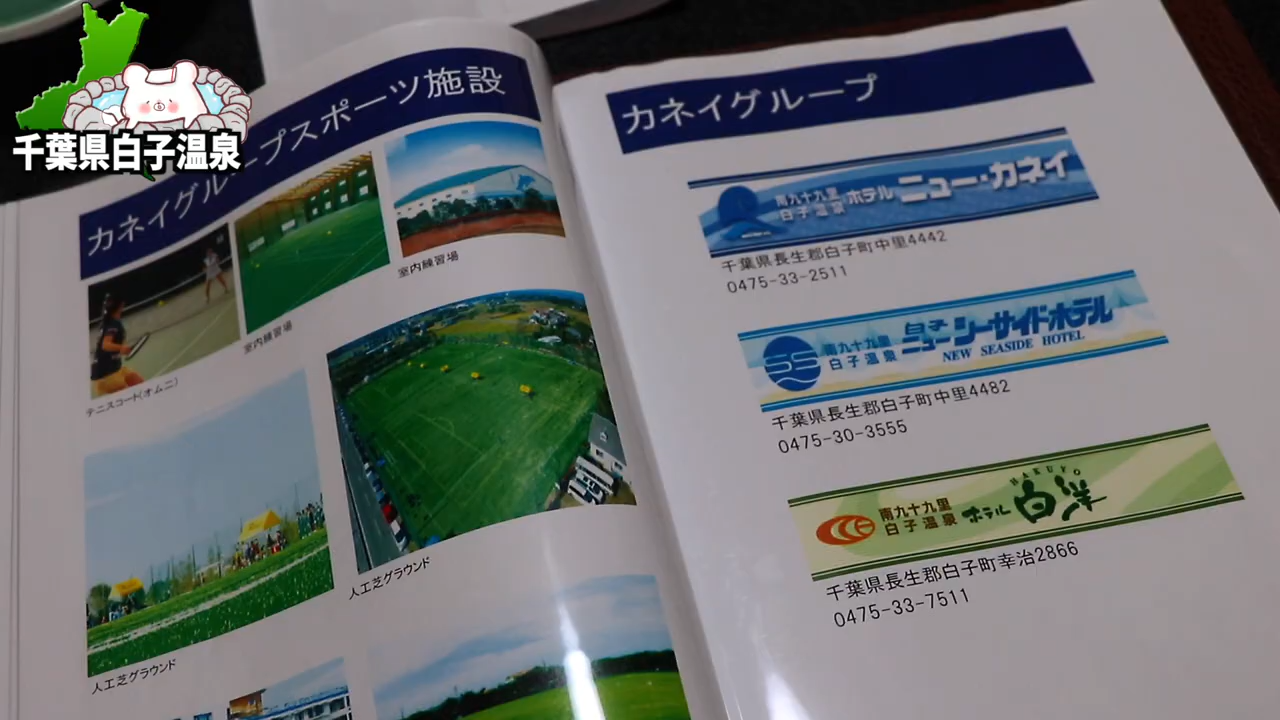 千葉県白子温泉
カネイグループスポーツ施設
テニスコート(オムニ)
室内練習場
室内練習場
人工芝グラウンド
人工芝グラウンド
カネイグループ
南九十九里
白子温泉
ホテル ニュー・カネイ
千葉県長生郡白子町中里4442
0475-33-2511
SS
南九十九里
白子温泉
白子
ニューシーサイドホテル
NEW SEASIDE HOTEL
千葉県長生郡白子町中里4482
0475-30-3555
南九十九里
白子温泉
HAKUYO
ホテル 白洋
千葉県長生郡白子町幸治2866
0475-33-7511